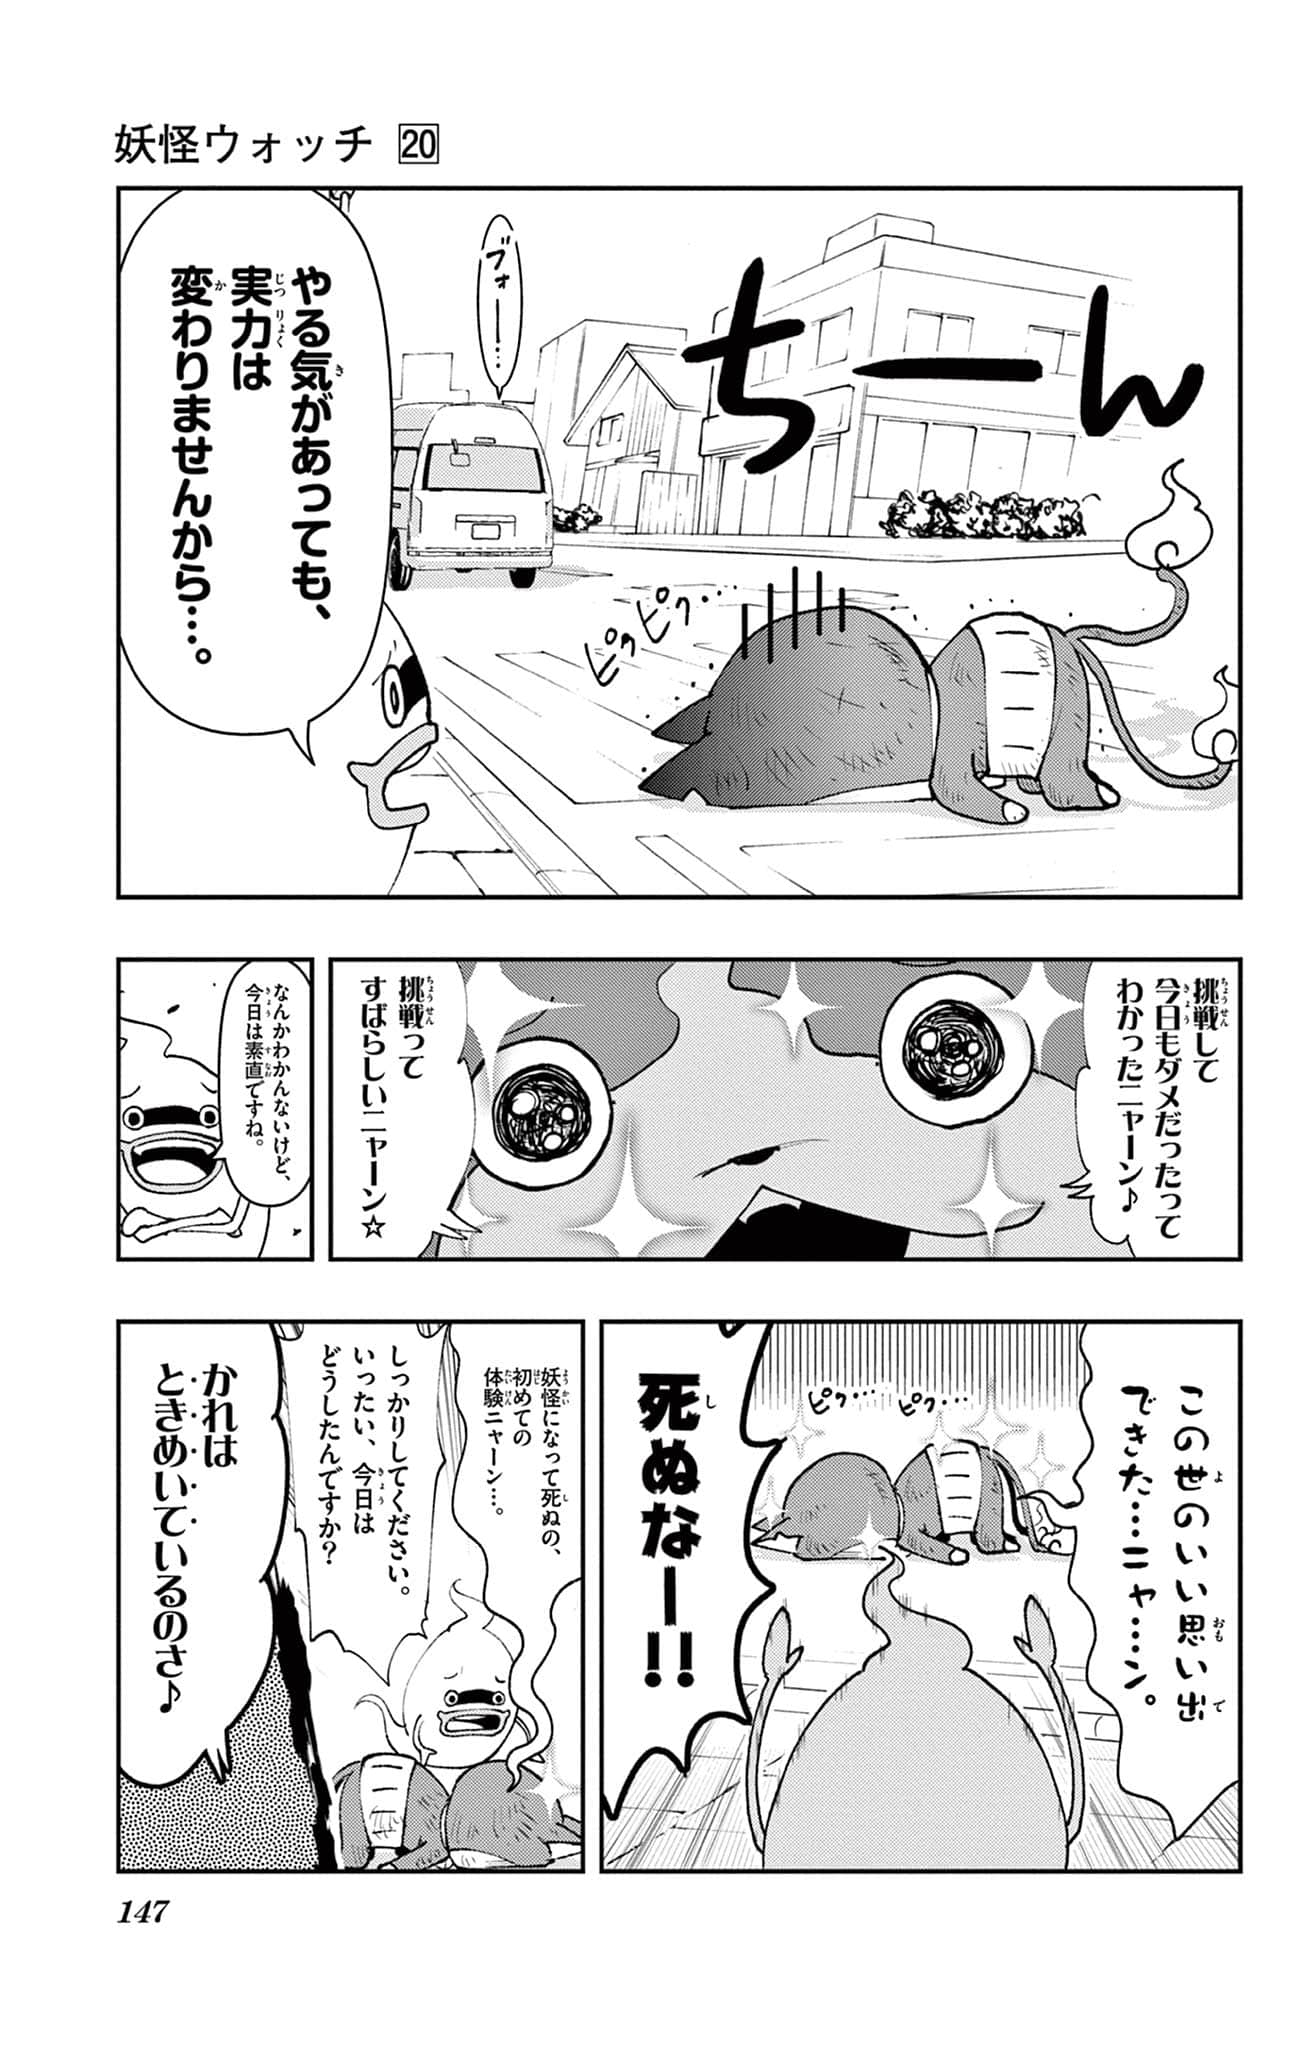 妖怪ウォッチ 20
ちーん
ブォーー…
ピクピク…
やる気があっても、
実力は
変わりませんから…。
挑戦して
今日もダメだったって
わかったニャーン♪
挑戦って
すばらしいニャーン☆
なんかわかんないけど、
今日は素直ですね。
この世のいい思い出
できた…ニャ…ン。
ピク…
ピク…
死ぬなー!!
妖怪になって死ぬの、
初めての
体験ニャーン…。
しっかりしてください。
いったい、今日は
どうしたんですか?
かれは
ときめいているのさ♪
147